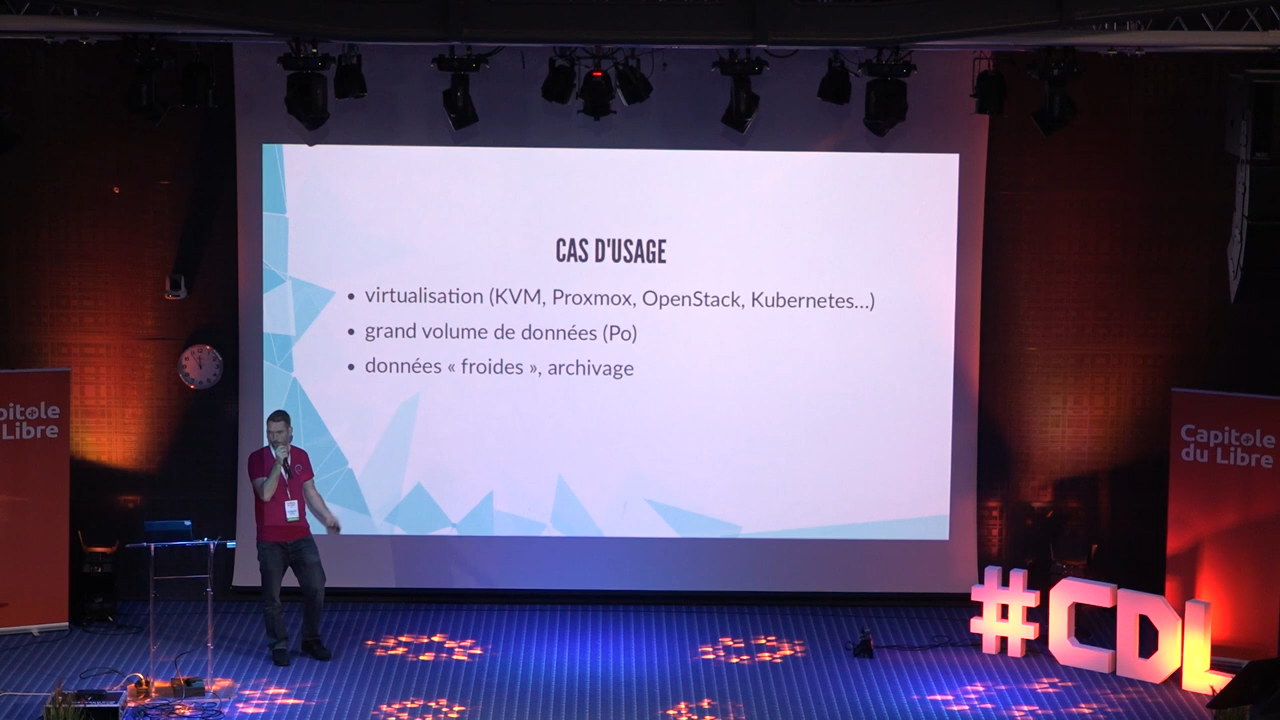 CAS D'USAGE
• virtualisation (KVM, Proxmox, OpenStack, Kubernetes...)
• grand volume de données (Po)
• données « froides », archivage
pitole
Libre
Capitole
du Libre
#CDL